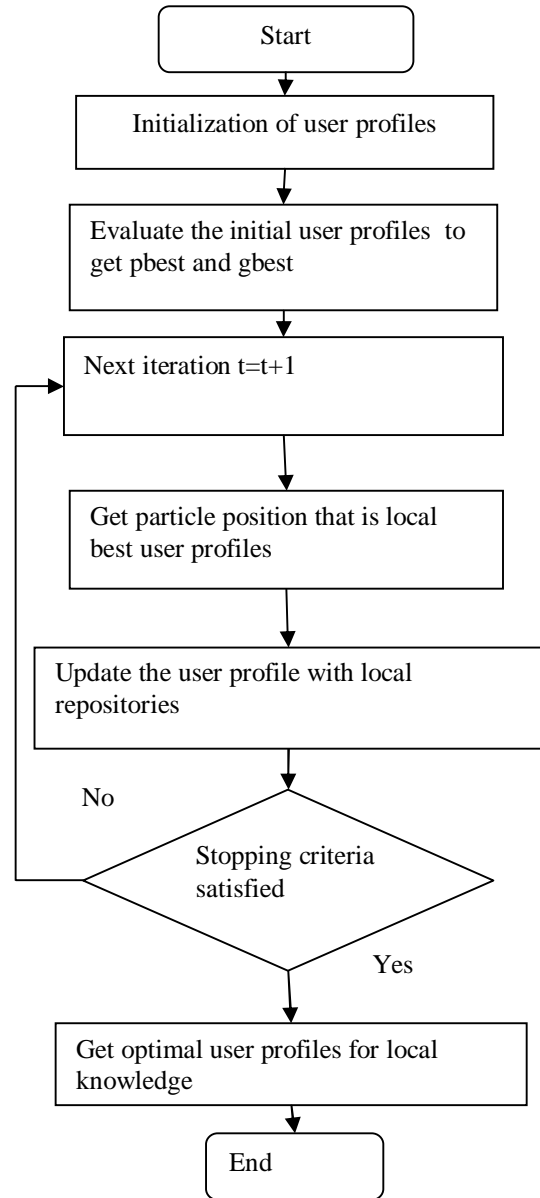 Start
Initialization of user profiles
Evaluate the initial user profiles to
get pbest and gbest
Next iteration t=t+1
Get particle position that is local
best user profiles
Update the user profile with local
repositories
No
Stopping criteria
satisfied
Yes
Get optimal user profiles for local
knowledge
End